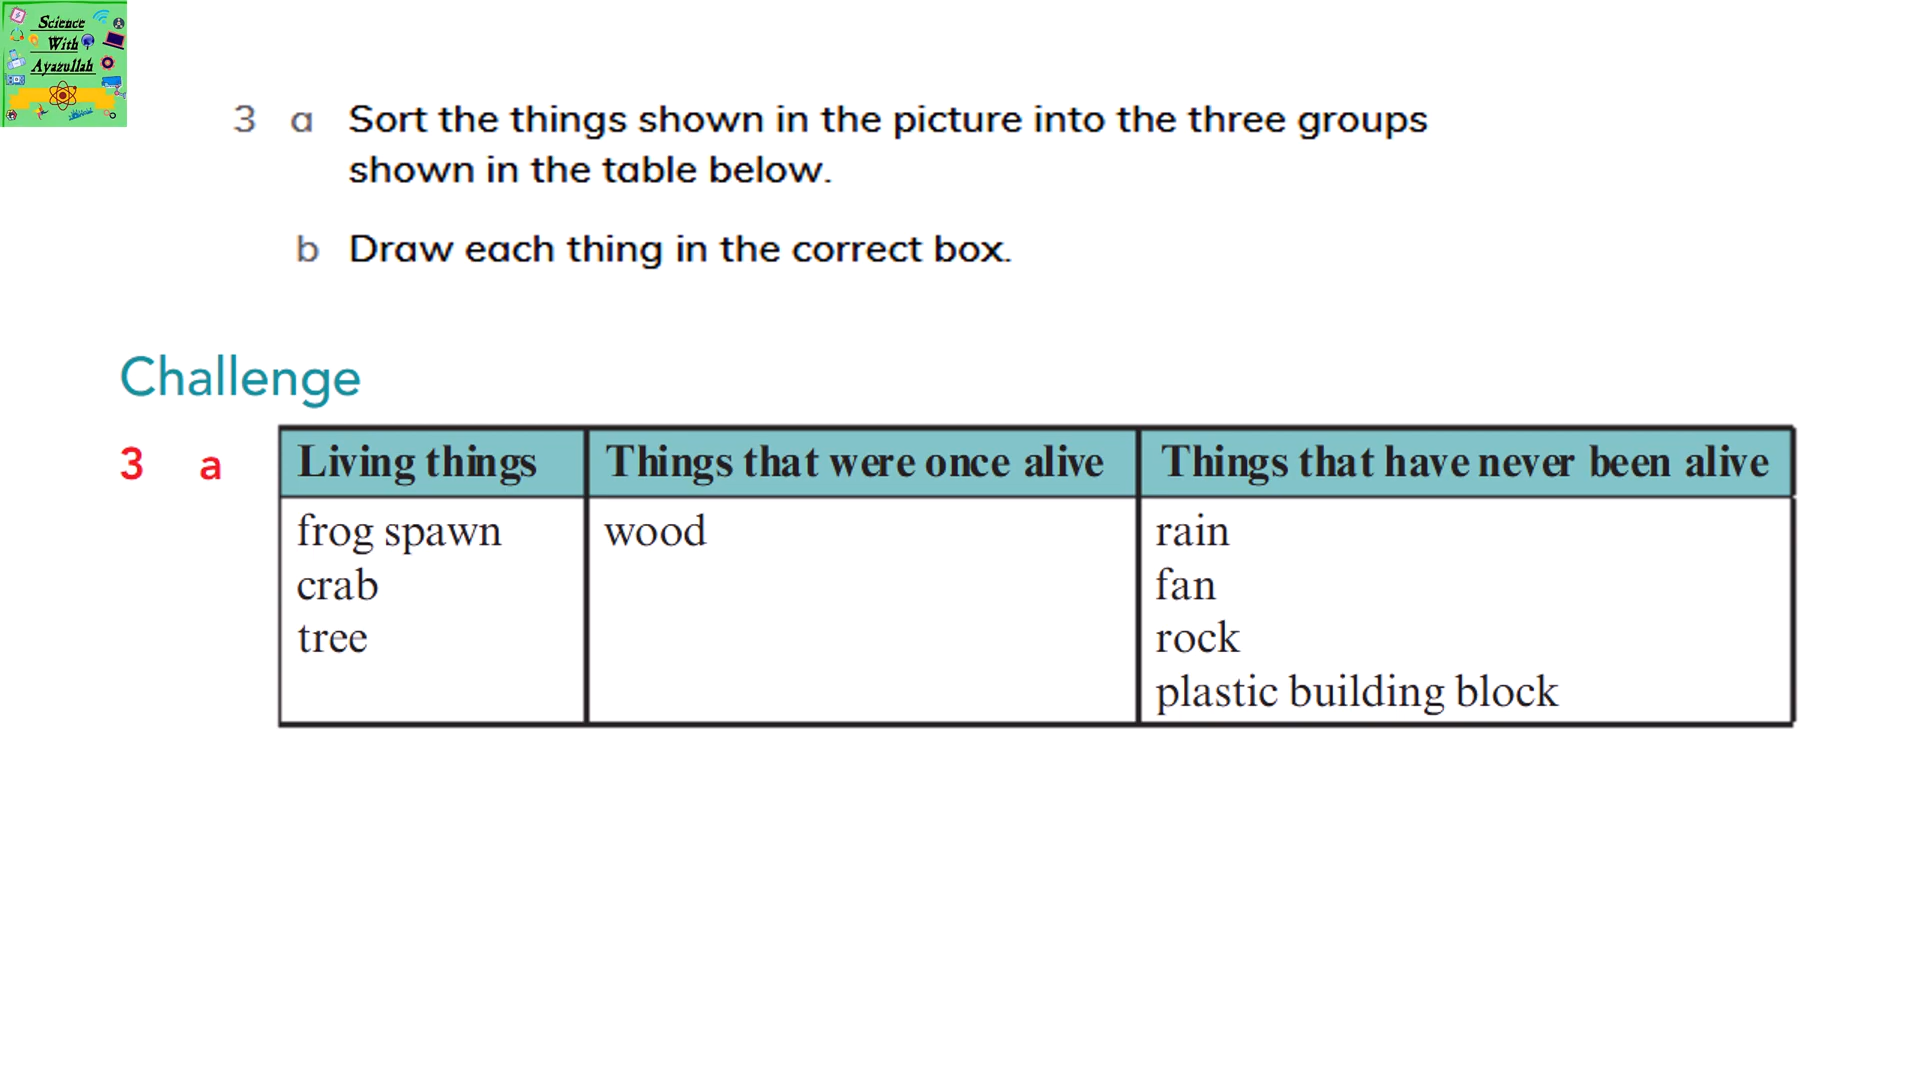 Science
With
Ayazullah
3 a Sort the things shown in the picture into the three groups
shown in the table below.
b Draw each thing in the correct box.
Challenge
3 a
Living things Things that were once alive Things that have never been alive
frog spawn wood rain
crab fan
tree rock
plastic building block